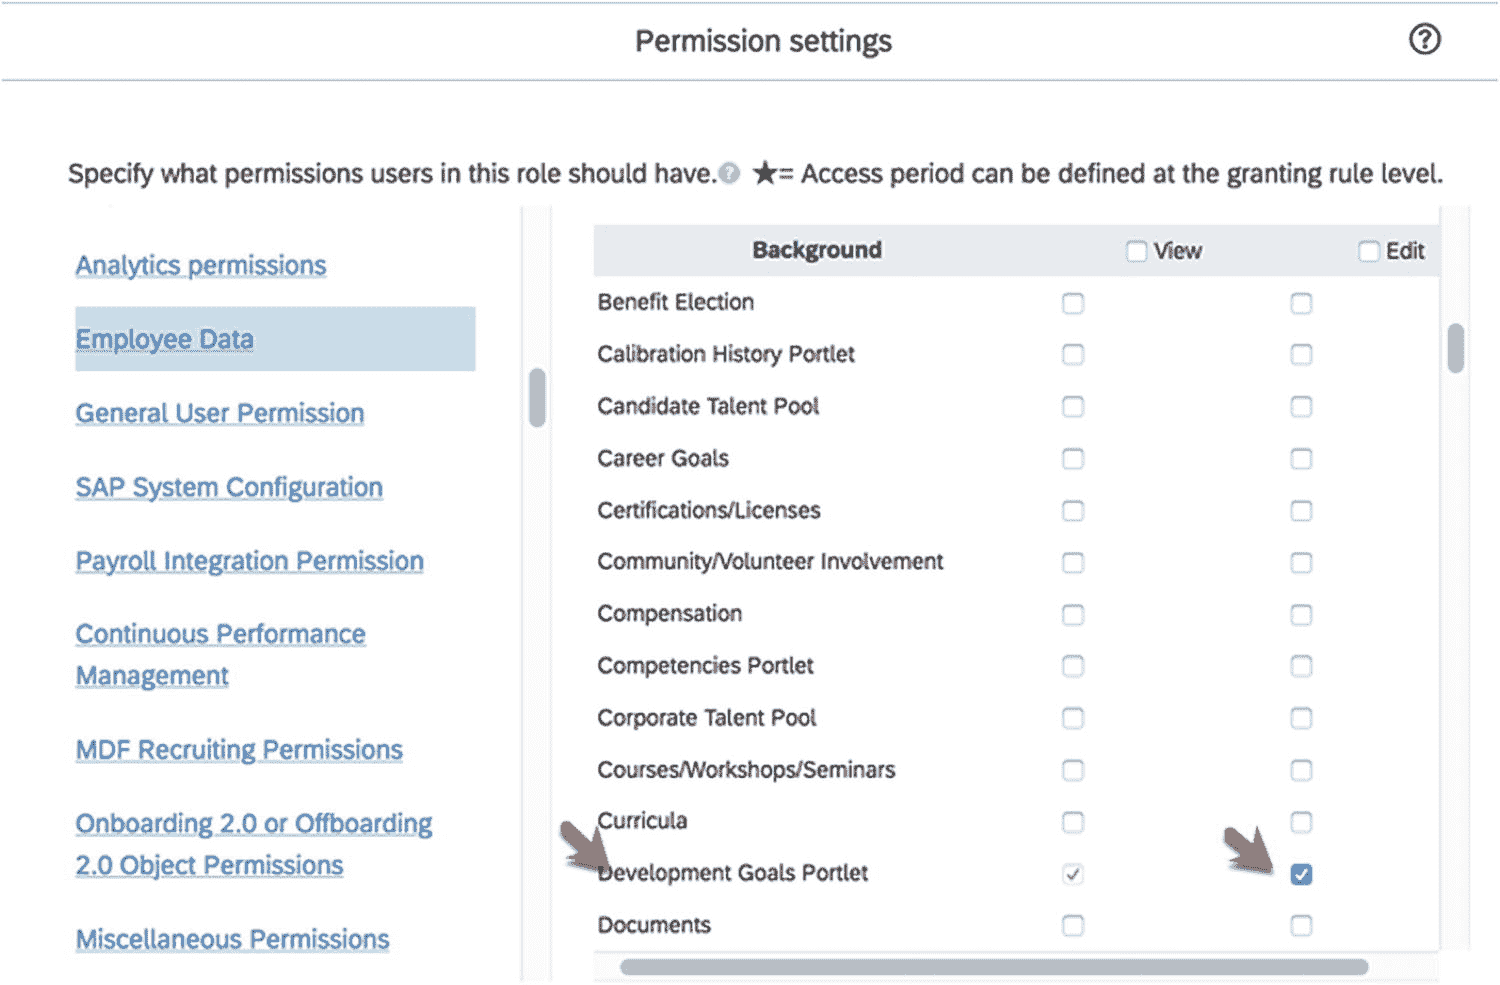 Permission settings
?
Specify what permissions users in this role should have. ? ★= Access period can be defined at the granting rule level.
Analytics permissions
Employee Data
General User Permission
SAP System Configuration
Payroll Integration Permission
Continuous Performance
Management
MDF Recruiting Permissions
Onboarding 2.0 or Offboarding
2.0 Object Permissions
Miscellaneous Permissions
Background View Edit
Benefit Election
Calibration History Portlet
Candidate Talent Pool
Career Goals
Certifications/Licenses
Community/Volunteer Involvement
Compensation
Competencies Portlet
Corporate Talent Pool
Courses/Workshops/Seminars
Curricula
Development Goals Portlet
Documents